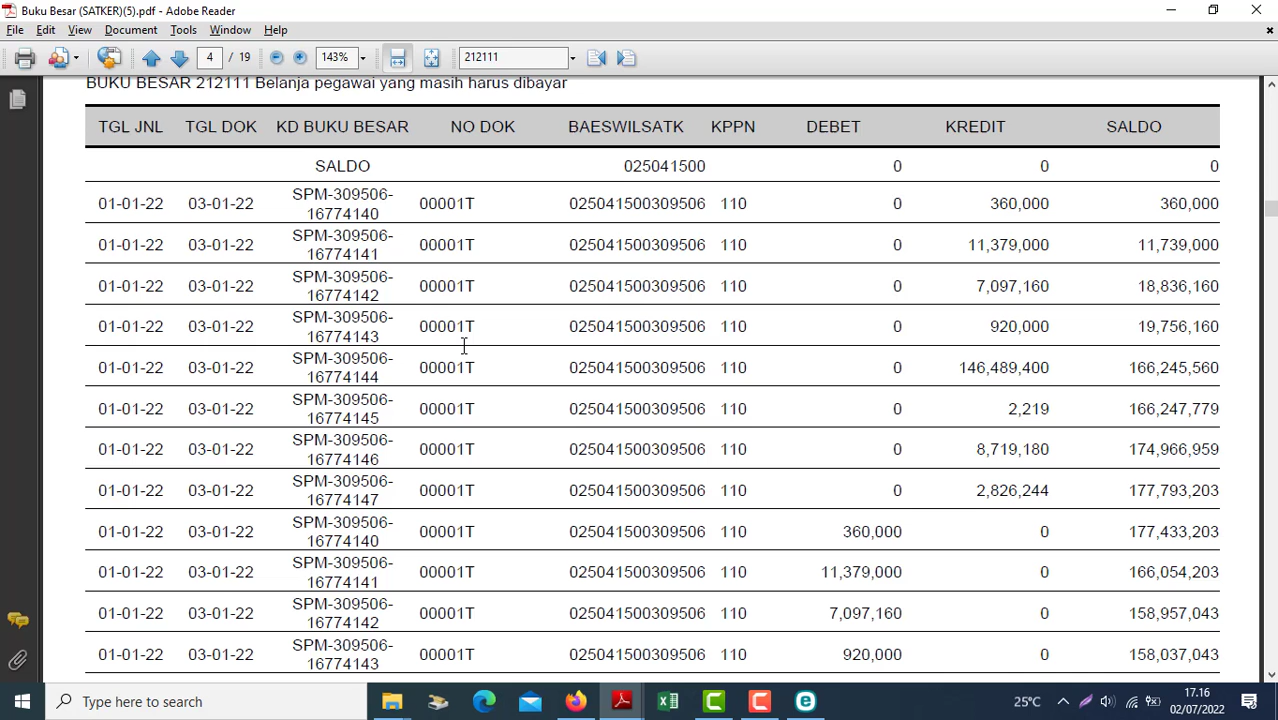 Buku Besar (SATKER)(5).pdf - Adobe Reader
File Edit View Document Tools Window Help
4 / 19 143% 212111
BUKU BESAR 212111 Belanja pegawai yang masih harus dibayar
TGL JNL TGL DOK KD BUKU BESAR NO DOK BAESWILSATK KPPN DEBET KREDIT SALDO
SALDO 025041500 0 0 0
01-01-22 03-01-22 SPM-309506-16774140 00001T 025041500309506 110 0 360,000 360,000
01-01-22 03-01-22 SPM-309506-16774141 00001T 025041500309506 110 0 11,379,000 11,739,000
01-01-22 03-01-22 SPM-309506-16774142 00001T 025041500309506 110 0 7,097,160 18,836,160
01-01-22 03-01-22 SPM-309506-16774143 00001T 025041500309506 110 0 920,000 19,756,160
01-01-22 03-01-22 SPM-309506-16774144 00001T 025041500309506 110 0 146,489,400 166,245,560
01-01-22 03-01-22 SPM-309506-16774145 00001T 025041500309506 110 0 2,219 166,247,779
01-01-22 03-01-22 SPM-309506-16774146 00001T 025041500309506 110 0 8,719,180 174,966,959
01-01-22 03-01-22 SPM-309506-16774147 00001T 025041500309506 110 0 2,826,244 177,793,203
01-01-22 03-01-22 SPM-309506-16774140 00001T 025041500309506 110 360,000 0 177,433,203
01-01-22 03-01-22 SPM-309506-16774141 00001T 025041500309506 110 11,379,000 0 166,054,203
01-01-22 03-01-22 SPM-309506-16774142 00001T 025041500309506 110 7,097,160 0 158,957,043
01-01-22 03-01-22 SPM-309506-16774143 00001T 025041500309506 110 920,000 0 158,037,043
Type here to search 25°C 17.16
02/07/2022